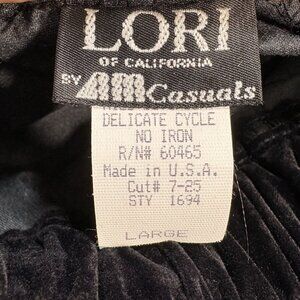 LORI
OF CALIFORNIA
BY AM Casuals
DELICATE CYCLE
NO IRON
R/N# 60465
Made in U.S.A.
Cut# 7-25
STY 1694
LARGE